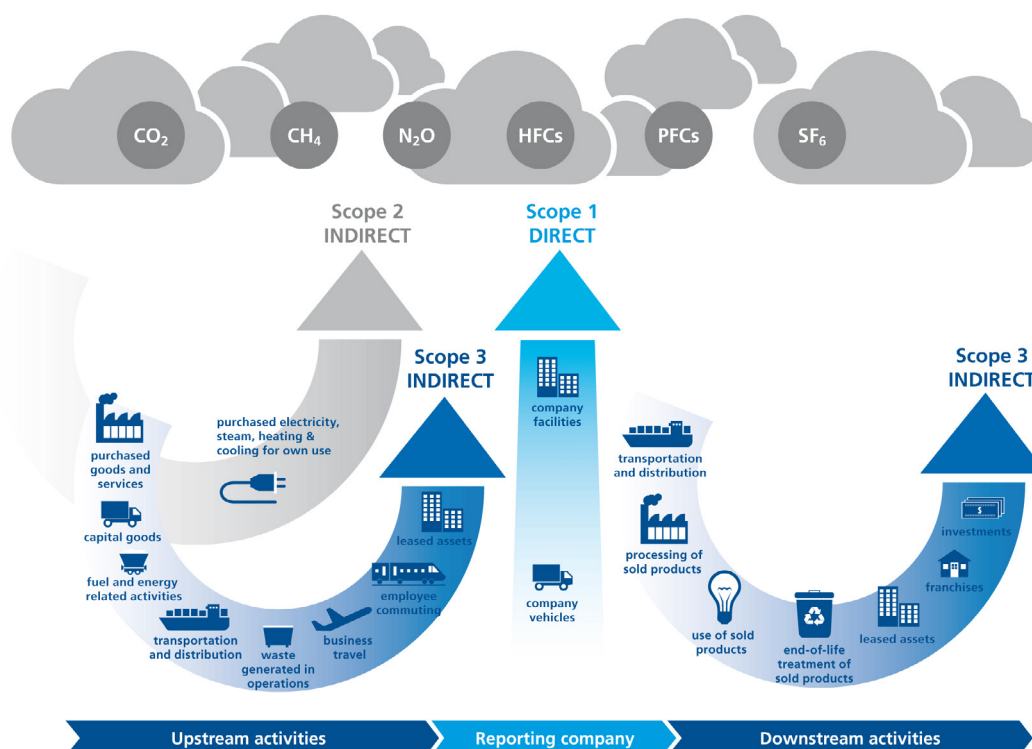 CO₂
CH₄
N₂O
HFCs
PFCs
SF₆
Scope 2
INDIRECT
Scope 1
DIRECT
Scope 3
INDIRECT
Scope 3
INDIRECT
purchased electricity,
steam, heating &
cooling for own use
purchased
goods and
services
capital goods
fuel and energy
related activities
transportation
and distribution
waste
generated in
operations
business
travel
employee
commuting
leased assets
company
facilities
company
vehicles
transportation
and distribution
processing of
sold products
use of sold
products
end-of-life
treatment of
sold products
leased assets
franchises
$
investments
Upstream activities
Reporting company
Downstream activities